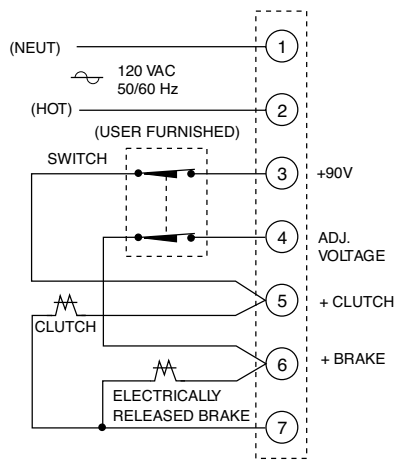 (NEUT)
1
120 VAC
50/60 Hz
(HOT)
2
(USER FURNISHED)
SWITCH
3
+90V
4
ADJ.
VOLTAGE
5
+ CLUTCH
CLUTCH
6
+ BRAKE
ELECTRICALLY
RELEASED BRAKE
7